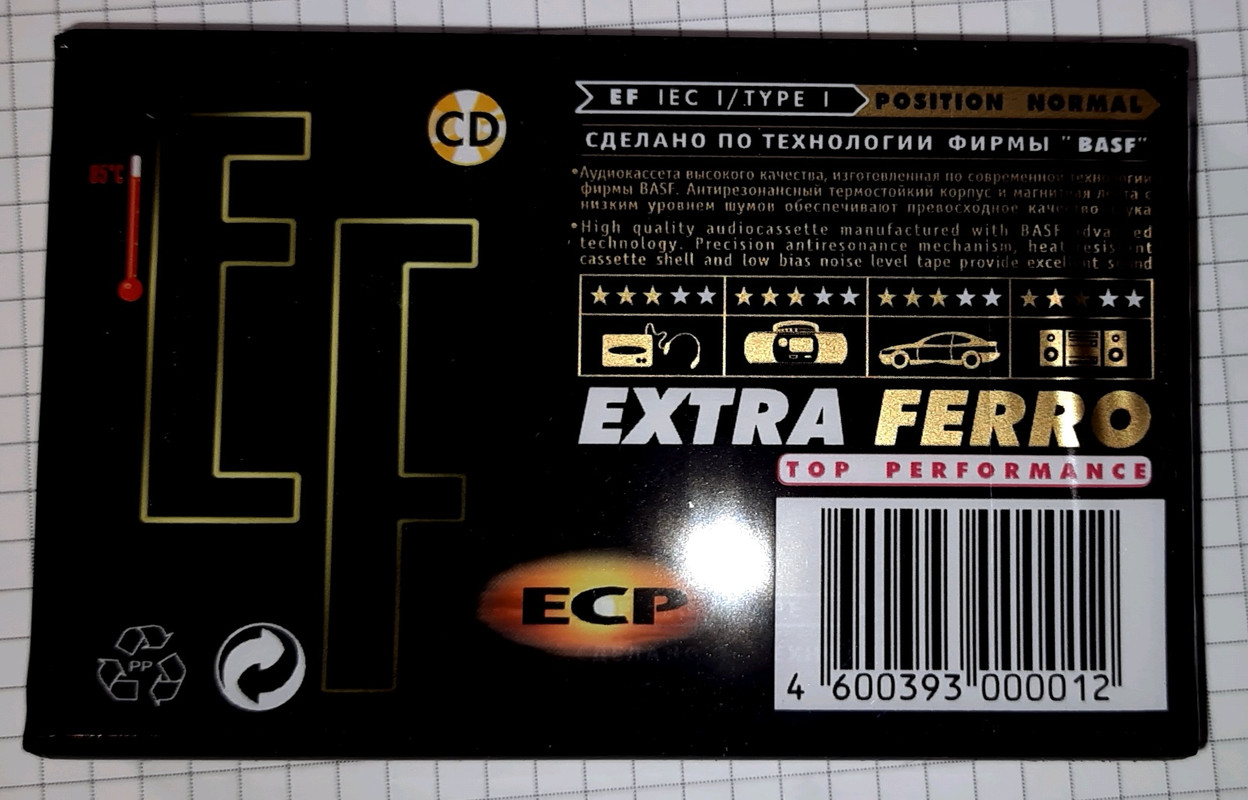 EF
85°C
CD
EF IEC I/TYPE I POSITION NORMAL
СДЕЛАНО ПО ТЕХНОЛОГИИ ФИРМЫ "BASF"
•Аудиокассета высокого качества, изготовленная по современной
фирмы BASF. Антирезонансный термостойкий корпус и с
низким уровнем шумов обеспечивают превосходное
•High quality audiocassette manufactured with BASF
technology. Precision antiresonance mechanism, heat
cassette shell and low bias noise level tape provide
EXTRA FERRO
TOP PERFORMANCE
ECP
PP
4 600393 000012